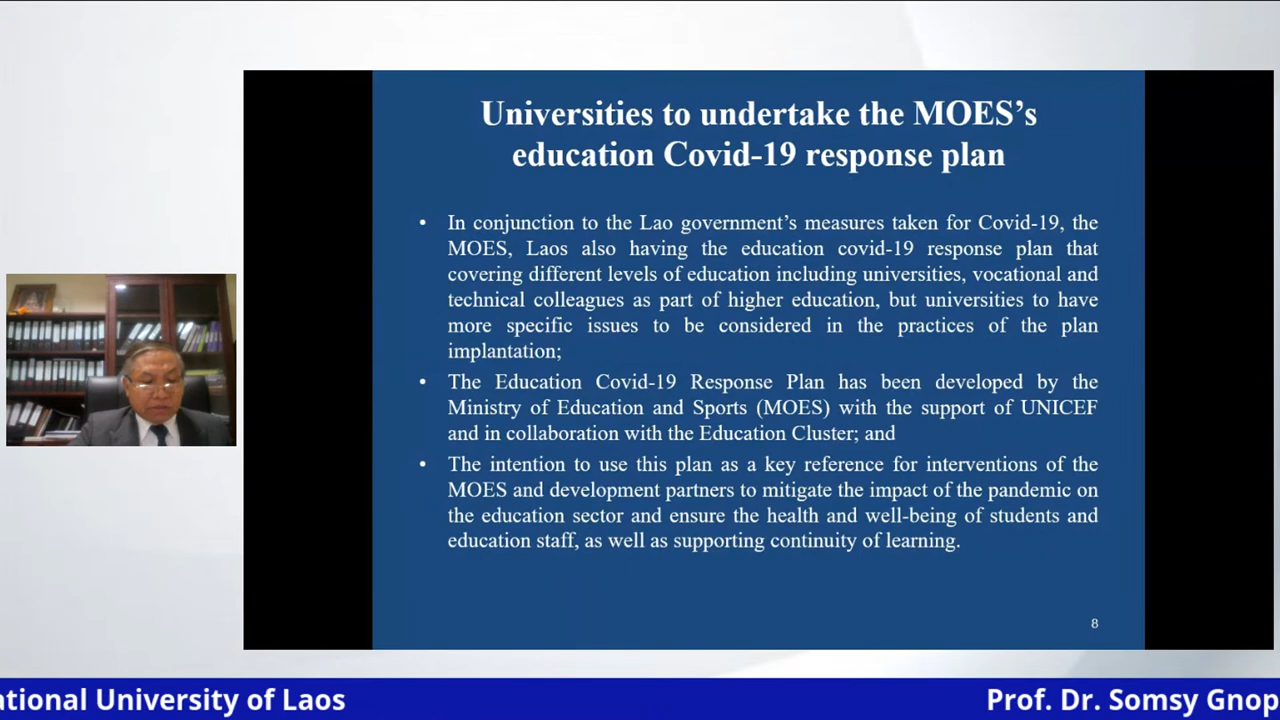 Universities to undertake the MOES's
education Covid-19 response plan
• In conjunction to the Lao government's measures taken for Covid-19, the
MOES, Laos also having the education covid-19 response plan that
covering different levels of education including universities, vocational and
technical colleagues as part of higher education, but universities to have
more specific issues to be considered in the practices of the plan
implantation;
• The Education Covid-19 Response Plan has been developed by the
Ministry of Education and Sports (MOES) with the support of UNICEF
and in collaboration with the Education Cluster; and
• The intention to use this plan as a key reference for interventions of the
MOES and development partners to mitigate the impact of the pandemic on
the education sector and ensure the health and well-being of students and
education staff, as well as supporting continuity of learning.
8
ational University of Laos
Prof. Dr. Somsy Gnop